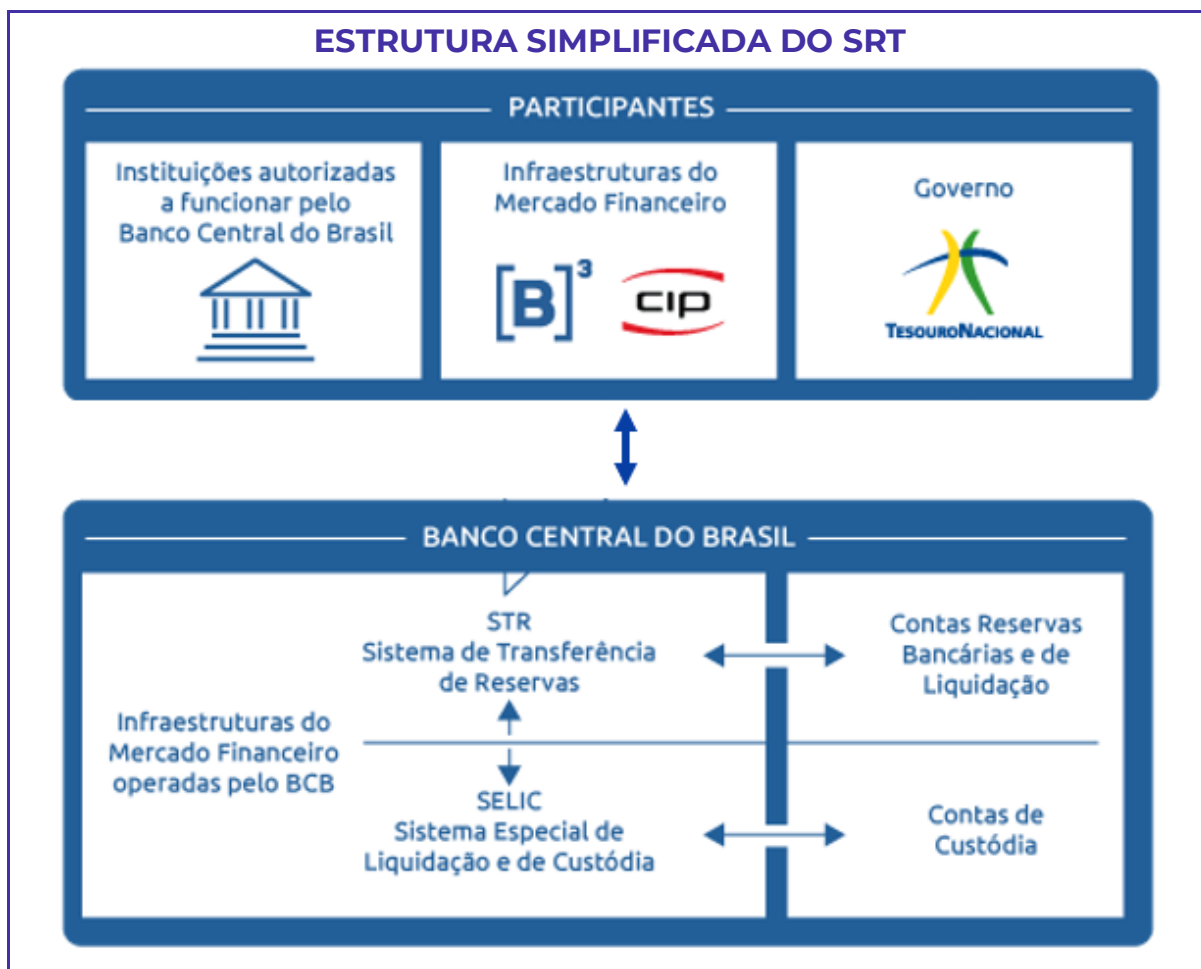 ESTRUTURA SIMPLIFICADA DO SRT
PARTICIPANTES
Instituições autorizadas
a funcionar pelo
Banco Central do Brasil
Infraestruturas do
Mercado Financeiro
[B]³
CIP
Governo
TESOURONACIONAL
BANCO CENTRAL DO BRASIL
Infraestruturas do
Mercado Financeiro
operadas pelo BCB
STR
Sistema de Transferência
de Reservas
SELIC
Sistema Especial de
Liquidação e de Custódia
Contas Reservas
Bancárias e de
Liquidação
Contas de
Custódia